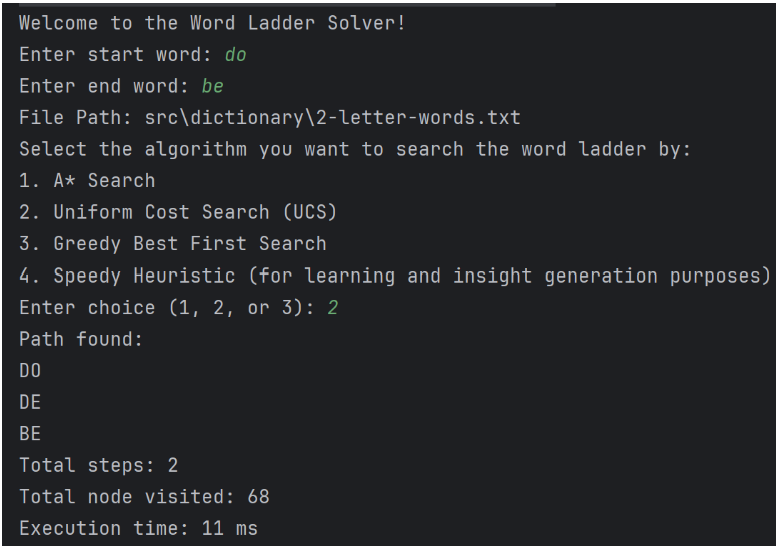 Welcome to the Word Ladder Solver!
Enter start word: do
Enter end word: be
File Path: src\dictionary\2-letter-words.txt
Select the algorithm you want to search the word ladder by:
1. A* Search
2. Uniform Cost Search (UCS)
3. Greedy Best First Search
4. Speedy Heuristic (for learning and insight generation purposes)
Enter choice (1, 2, or 3): 2
Path found:
DO
DE
BE
Total steps: 2
Total node visited: 68
Execution time: 11 ms